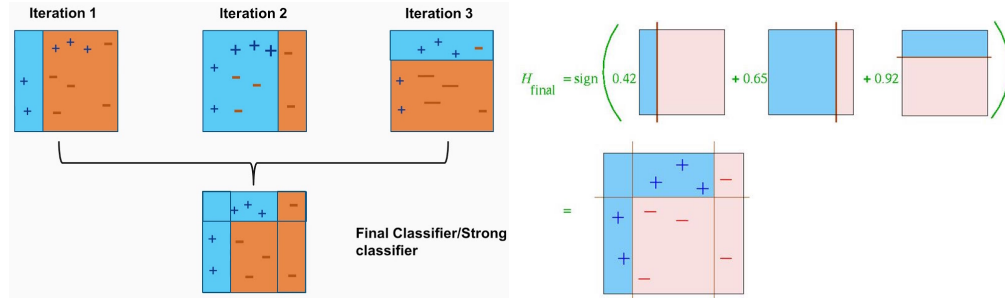 Iteration 1
Iteration 2
Iteration 3
Final Classifier/Strong
classifier
H final = sign ( 0.42 + 0.65 + 0.92 )
=